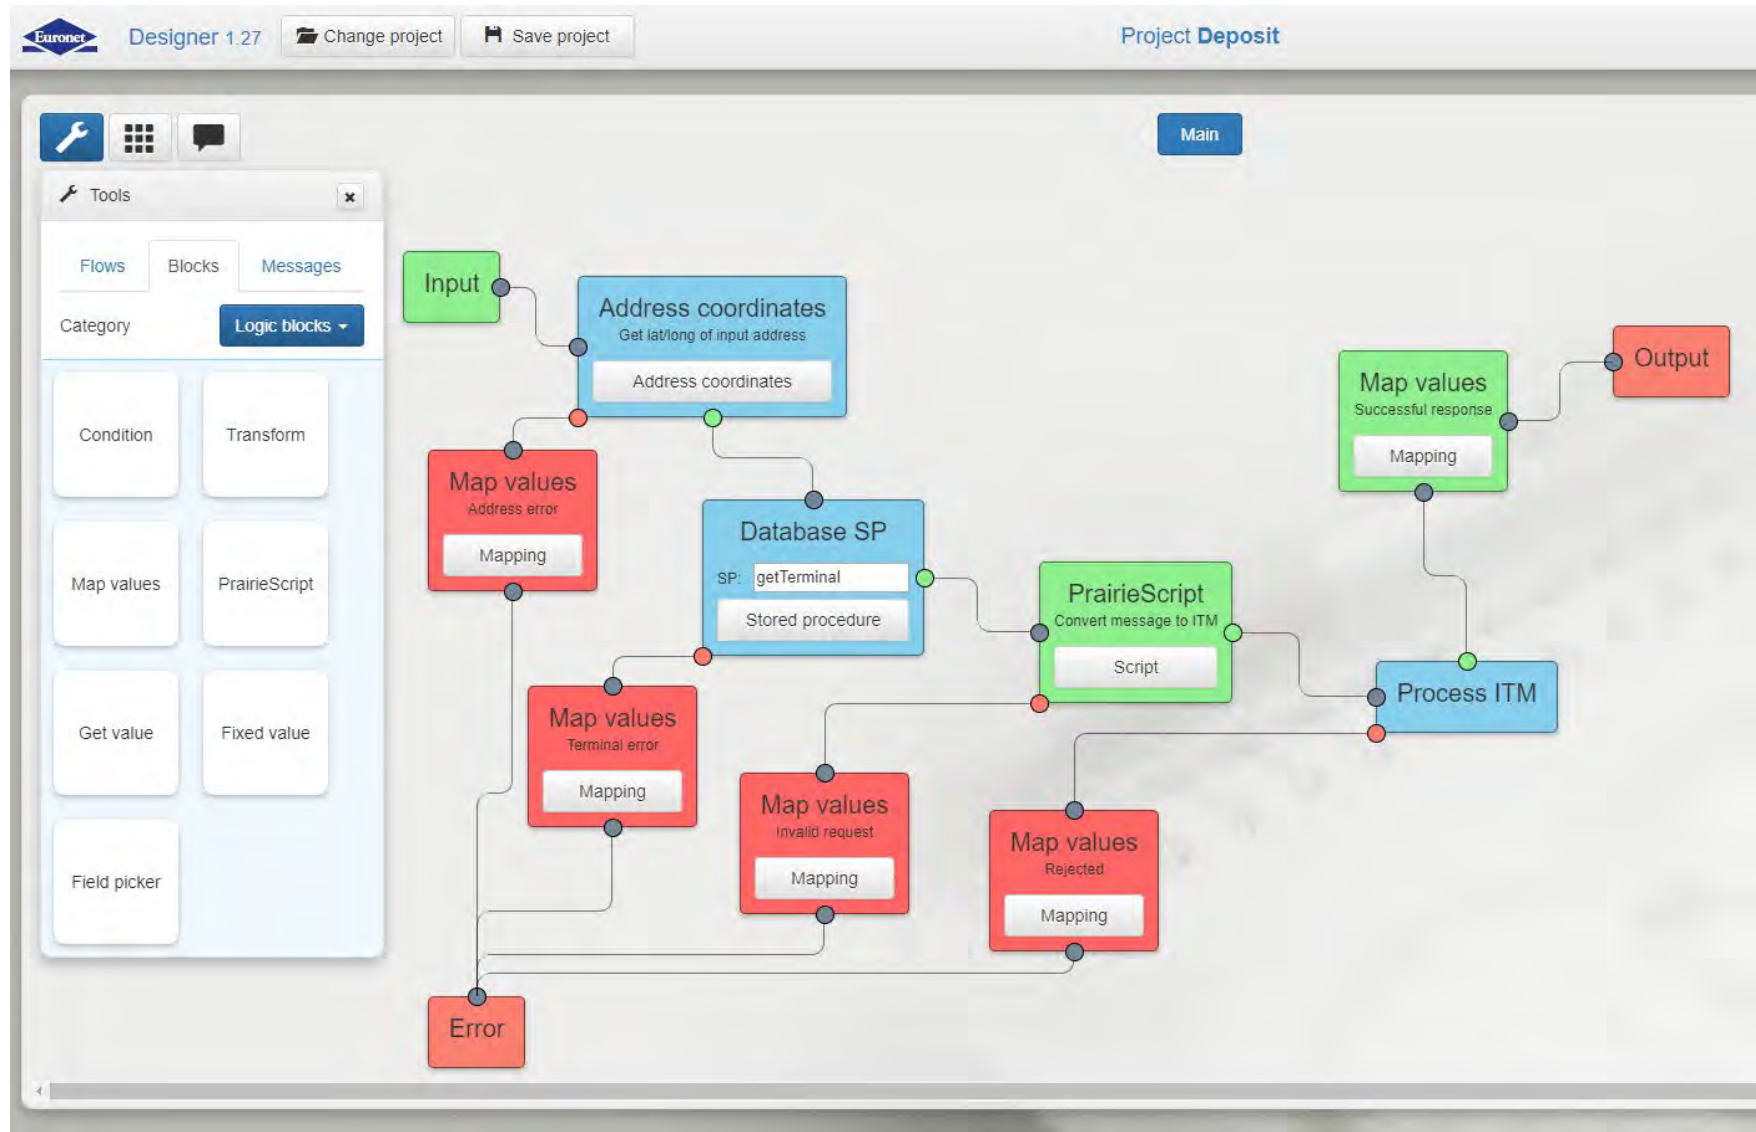 Euronet
Designer 1.27
Change project
Save project
Project Deposit
Main
Tools
Flows
Blocks
Messages
Category
Logic blocks
Condition
Transform
Map values
PrairieScript
Get value
Fixed value
Field picker
Input
Address coordinates
Get lat/long of input address
Address coordinates
Map values
Address error
Mapping
Database SP
SP: getTerminal
Stored procedure
Map values
Terminal error
Mapping
PrairieScript
Convert message to ITM
Script
Map values
Invalid request
Mapping
Process ITM
Map values
Rejected
Mapping
Map values
Successful response
Mapping
Output
Error